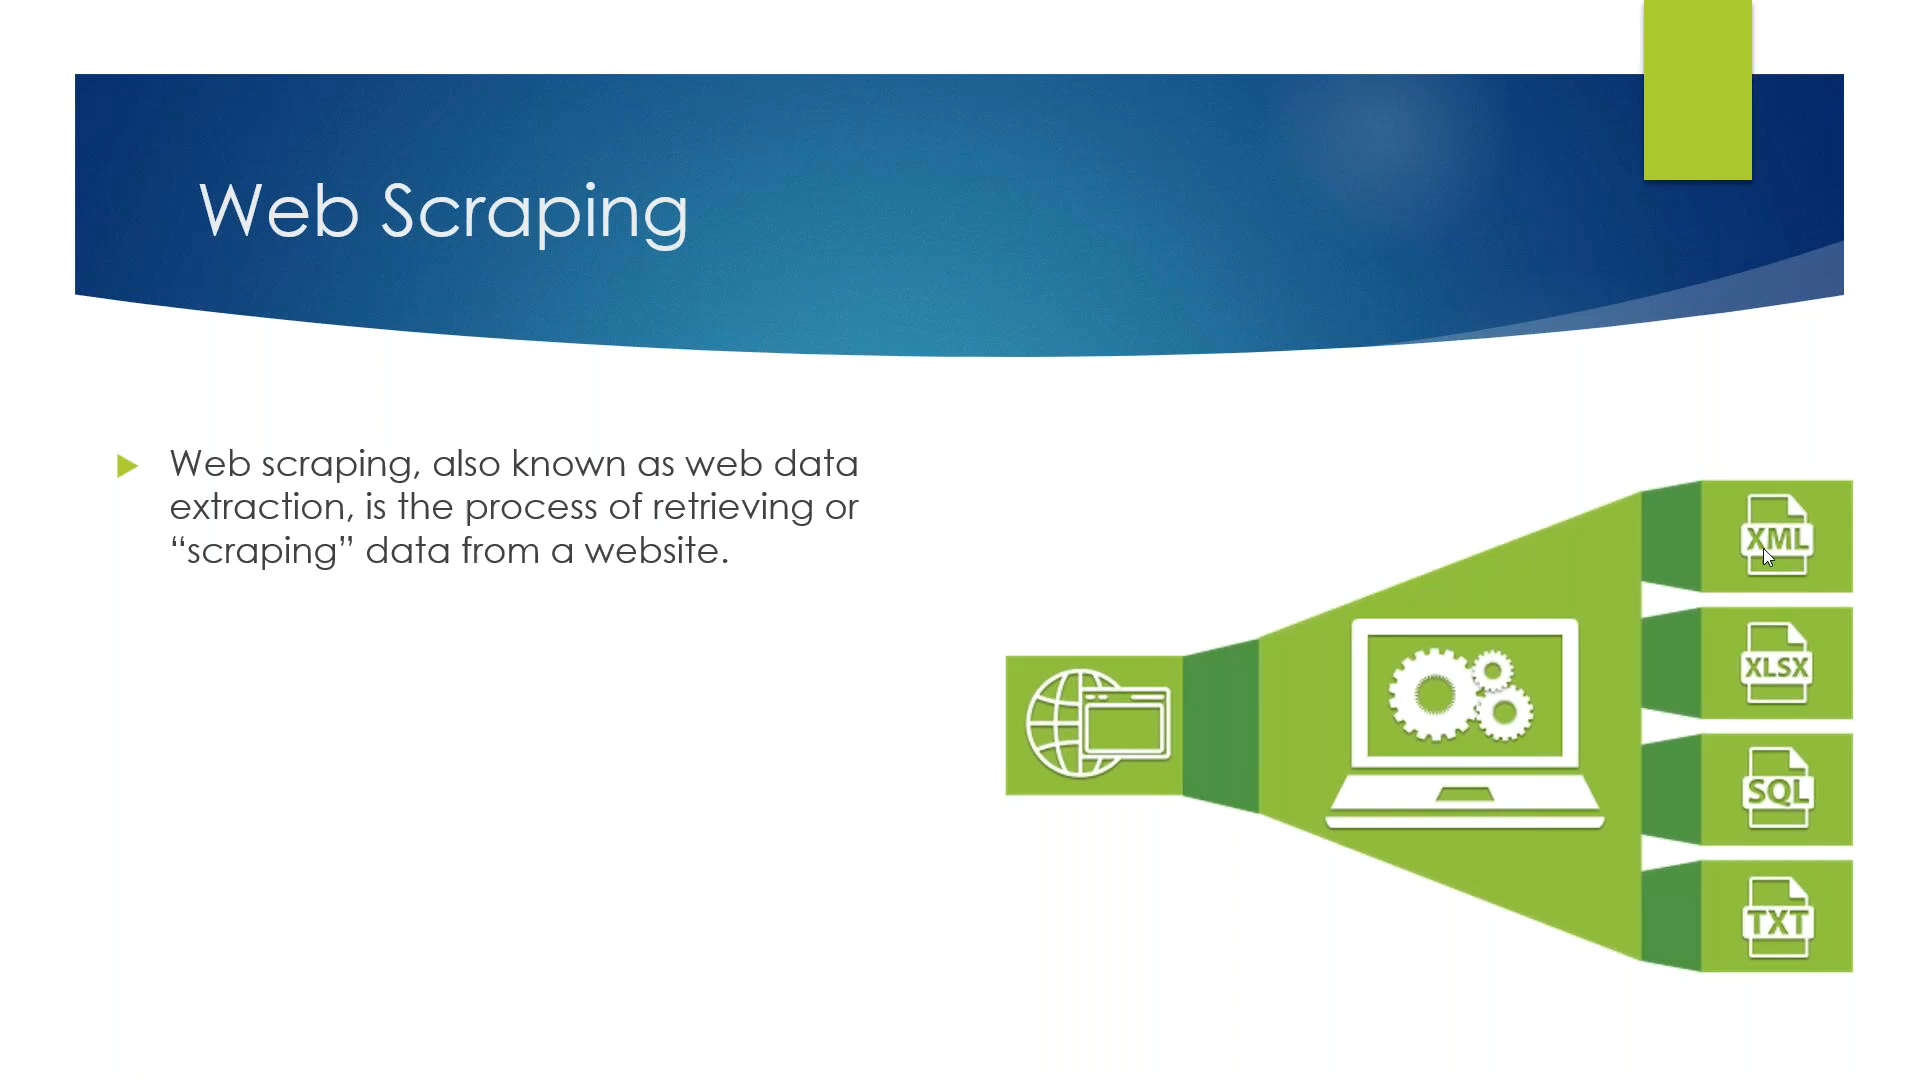 Web Scraping
Web scraping, also known as web data
extraction, is the process of retrieving or
“scraping” data from a website.
XML
XLSX
SQL
TXT